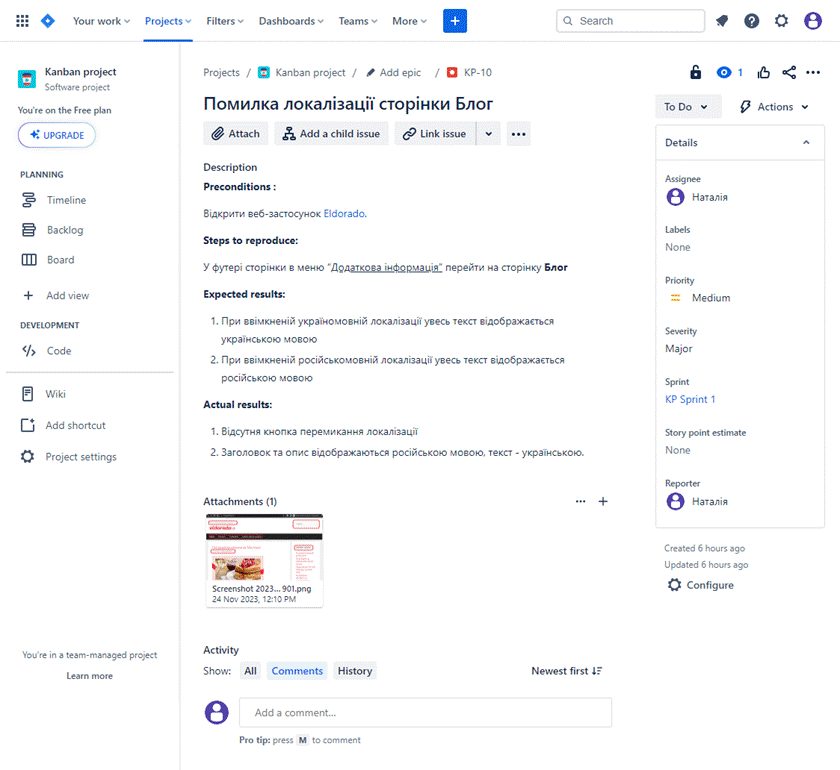 Your work
Projects
Filters
Dashboards
Teams
More
Search
Kanban project
Software project
You're on the Free plan
UPGRADE
PLANNING
Timeline
Backlog
Board
Add view
DEVELOPMENT
Code
Wiki
Add shortcut
Project settings
You're in a team-managed project
Learn more
Projects / Kanban project / Add epic / KP-10
1
Помилка локалізації сторінки Блог
Attach
Add a child issue
Link issue
Description
Preconditions :
Відкрити веб-застосунок Eldorado.
Steps to reproduce:
У футері сторінки в меню "Додаткова інформація" перейти на сторінку Блог
Expected results:
1. При ввімкненій україномовній локалізації увесь текст відображається
українською мовою
2. При ввімкненій російськомовній локалізації увесь текст відображається
російською мовою
Actual results:
1. Відсутня кнопка перемикання локалізації
2. Заголовок та опис відображаються російською мовою, текст - українською.
Attachments (1)
Screenshot 2023... 901.png
24 Nov 2023, 12:10 PM
Activity
Show: All Comments History
Newest first
Add a comment...
Pro tip: press M to comment
To Do
Actions
Details
Assignee
Наталія
Labels
None
Priority
Medium
Severity
Major
Sprint
KP Sprint 1
Story point estimate
None
Reporter
Наталія
Created 6 hours ago
Updated 6 hours ago
Configure